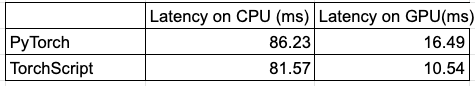 Latency on CPU (ms) Latency on GPU(ms)
PyTorch 86.23 16.49
TorchScript 81.57 10.54